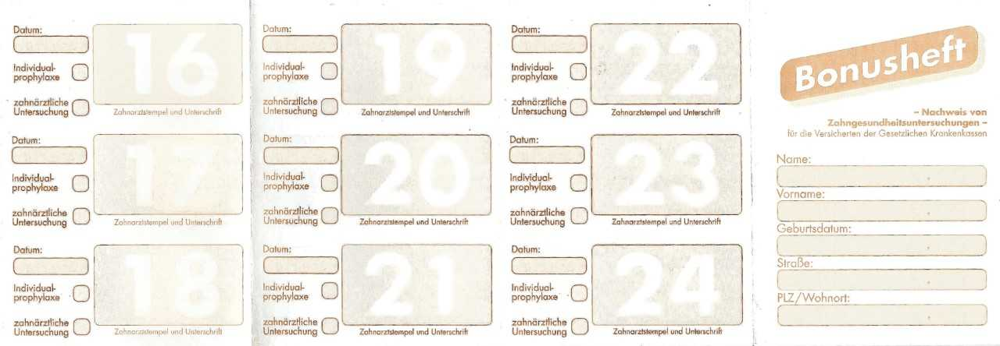 Datum:
16
Individual-
prophylaxe
zahnärztliche
Untersuchung
Zahnarztstempel und Unterschrift
Datum:
17
Individual-
prophylaxe
zahnärztliche
Untersuchung
Zahnarztstempel und Unterschrift
Datum:
18
Individual-
prophylaxe
zahnärztliche
Untersuchung
Zahnarztstempel und Unterschrift
Datum:
19
Individual-
prophylaxe
zahnärztliche
Untersuchung
Zahnarztstempel und Unterschrift
Datum:
20
Individual-
prophylaxe
zahnärztliche
Untersuchung
Zahnarztstempel und Unterschrift
Datum:
21
Individual-
prophylaxe
zahnärztliche
Untersuchung
Zahnarztstempel und Unterschrift
Datum:
22
Individual-
prophylaxe
zahnärztliche
Untersuchung
Zahnarztstempel und Unterschrift
Datum:
23
Individual-
prophylaxe
zahnärztliche
Untersuchung
Zahnarztstempel und Unterschrift
Datum:
24
Individual-
prophylaxe
zahnärztliche
Untersuchung
Zahnarztstempel und Unterschrift
Bonusheft
– Nachweis von
Zahngesundheitsuntersuchungen –
für die Versicherten der Gesetzlichen Krankenkassen
Name:
Vorname:
Geburtsdatum:
Straße:
PLZ/Wohnort: